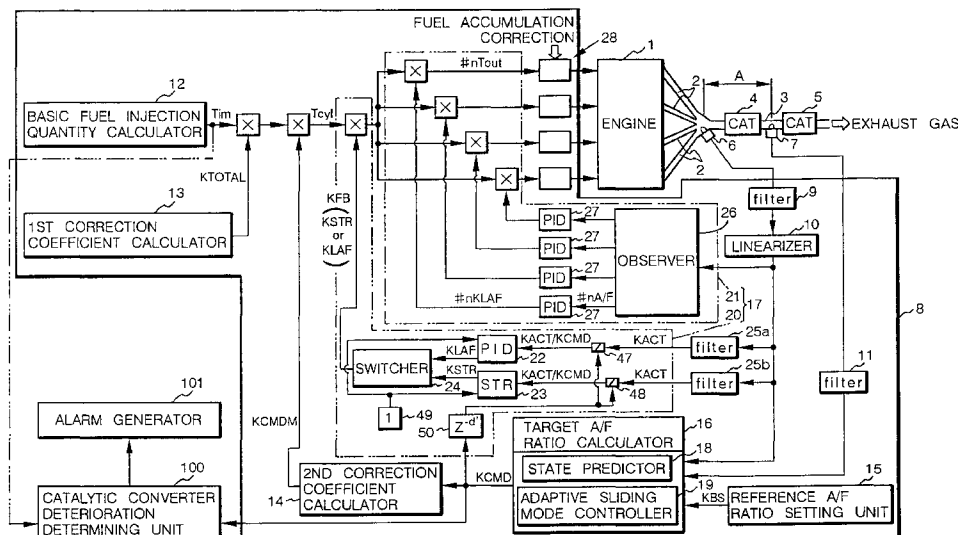 FUEL ACCUMULATION
CORRECTION
28
1
#nTout
12
BASIC FUEL INJECTION
QUANTITY CALCULATOR
Tim
×
×
Tcyl
×
×
×
×
×
ENGINE
2
2
A
4
3
5
CAT
CAT
6
7
EXHAUST GAS
KTOTAL
13
1ST CORRECTION
COEFFICIENT CALCULATOR
KFB
(KSTR
or
KLAF)
filter
9
10
LINEARIZER
PID
27
PID
27
PID
27
#nKLAF
PID
27
#nA/F
26
OBSERVER
21
20
17
8
25a
filter
KACT
47
KACT/KCMD
PID
22
KLAF
SWITCHER
24
KSTR
STR
23
KACT/KCMD
48
KACT
25b
filter
11
filter
1
49
50
Z-d'
101
ALARM GENERATOR
KCMDM
100
CATALYTIC CONVERTER
DETERIORATION
DETERMINING UNIT
14
2ND CORRECTION
COEFFICIENT
CALCULATOR
KCMD
16
TARGET A/F
RATIO CALCULATOR
18
STATE PREDICTOR
19
ADAPTIVE SLIDING
MODE CONTROLLER
KBS
15
REFERENCE A/F
RATIO SETTING UNIT